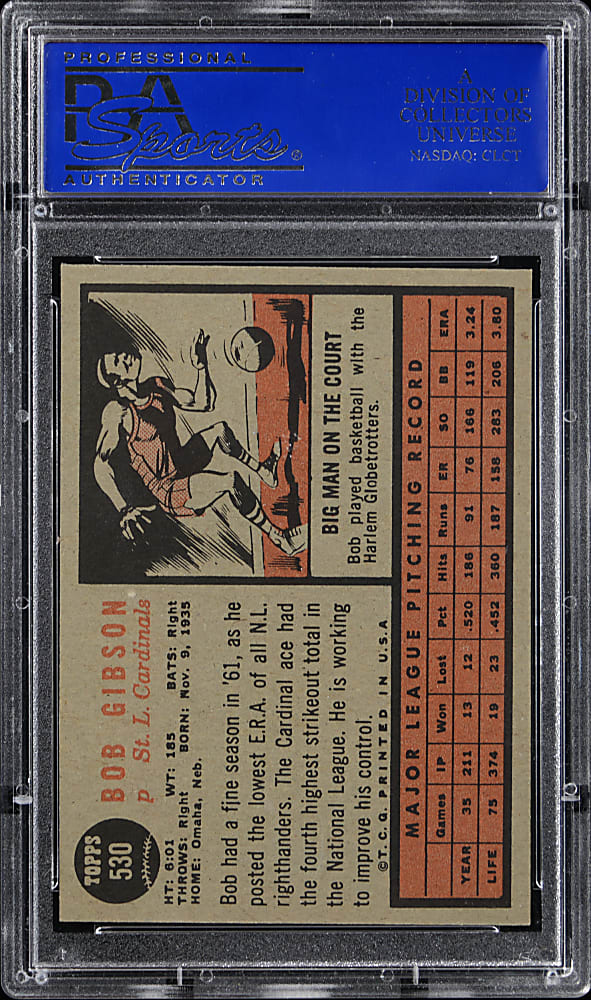 PROFESSIONAL
PSA
Sports®
AUTHENTICATOR
A
DIVISION OF
COLLECTORS
UNIVERSE
NASDAQ: CLCT
TOPPS
530
BOB GIBSON
p St. L. Cardinals
HT: 6:01 WT: 185 BATS: Right
THROWS: Right BORN: Nov. 9, 1935
HOME: Omaha, Neb.
Bob had a fine season in '61, as he
posted the lowest E.R.A. of all N.L.
righthanders. The Cardinal ace had
the fourth highest strikeout total in
the National League. He is working
to improve his control.
©T.C.G. PRINTED IN U.S.A
BIG MAN ON THE COURT
Bob played basketball with the
Harlem Globetrotters.
MAJOR LEAGUE PITCHING RECORD
Games IP Won Lost Pct Hits Runs ER SO BB ERA
YEAR 35 211 13 12 .520 186 91 76 166 119 3.24
LIFE 75 374 19 23 .452 360 187 158 283 206 3.80